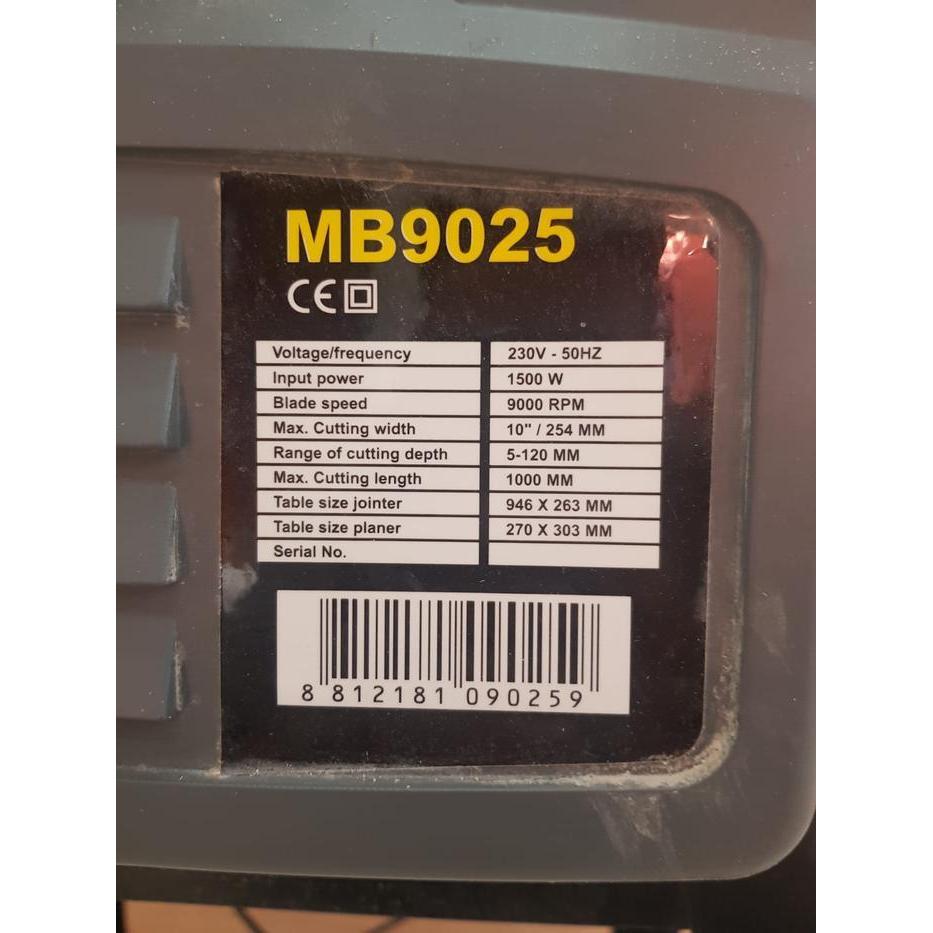 MB9025
CE
Voltage/frequency 230V - 50HZ
Input power 1500 W
Blade speed 9000 RPM
Max. Cutting width 10" / 254 MM
Range of cutting depth 5-120 MM
Max. Cutting length 1000 MM
Table size jointer 946 X 263 MM
Table size planer 270 X 303 MM
Serial No.
8 812181 090259